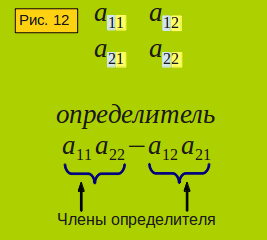 Рис. 12
a₁₁ a₁₂
a₂₁ a₂₂
определитель
a₁₁a₂₂−a₁₂a₂₁
Члены определителя